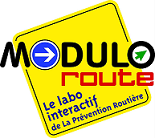 MODULO
route
Le labo
interactif
de La Prévention Routière